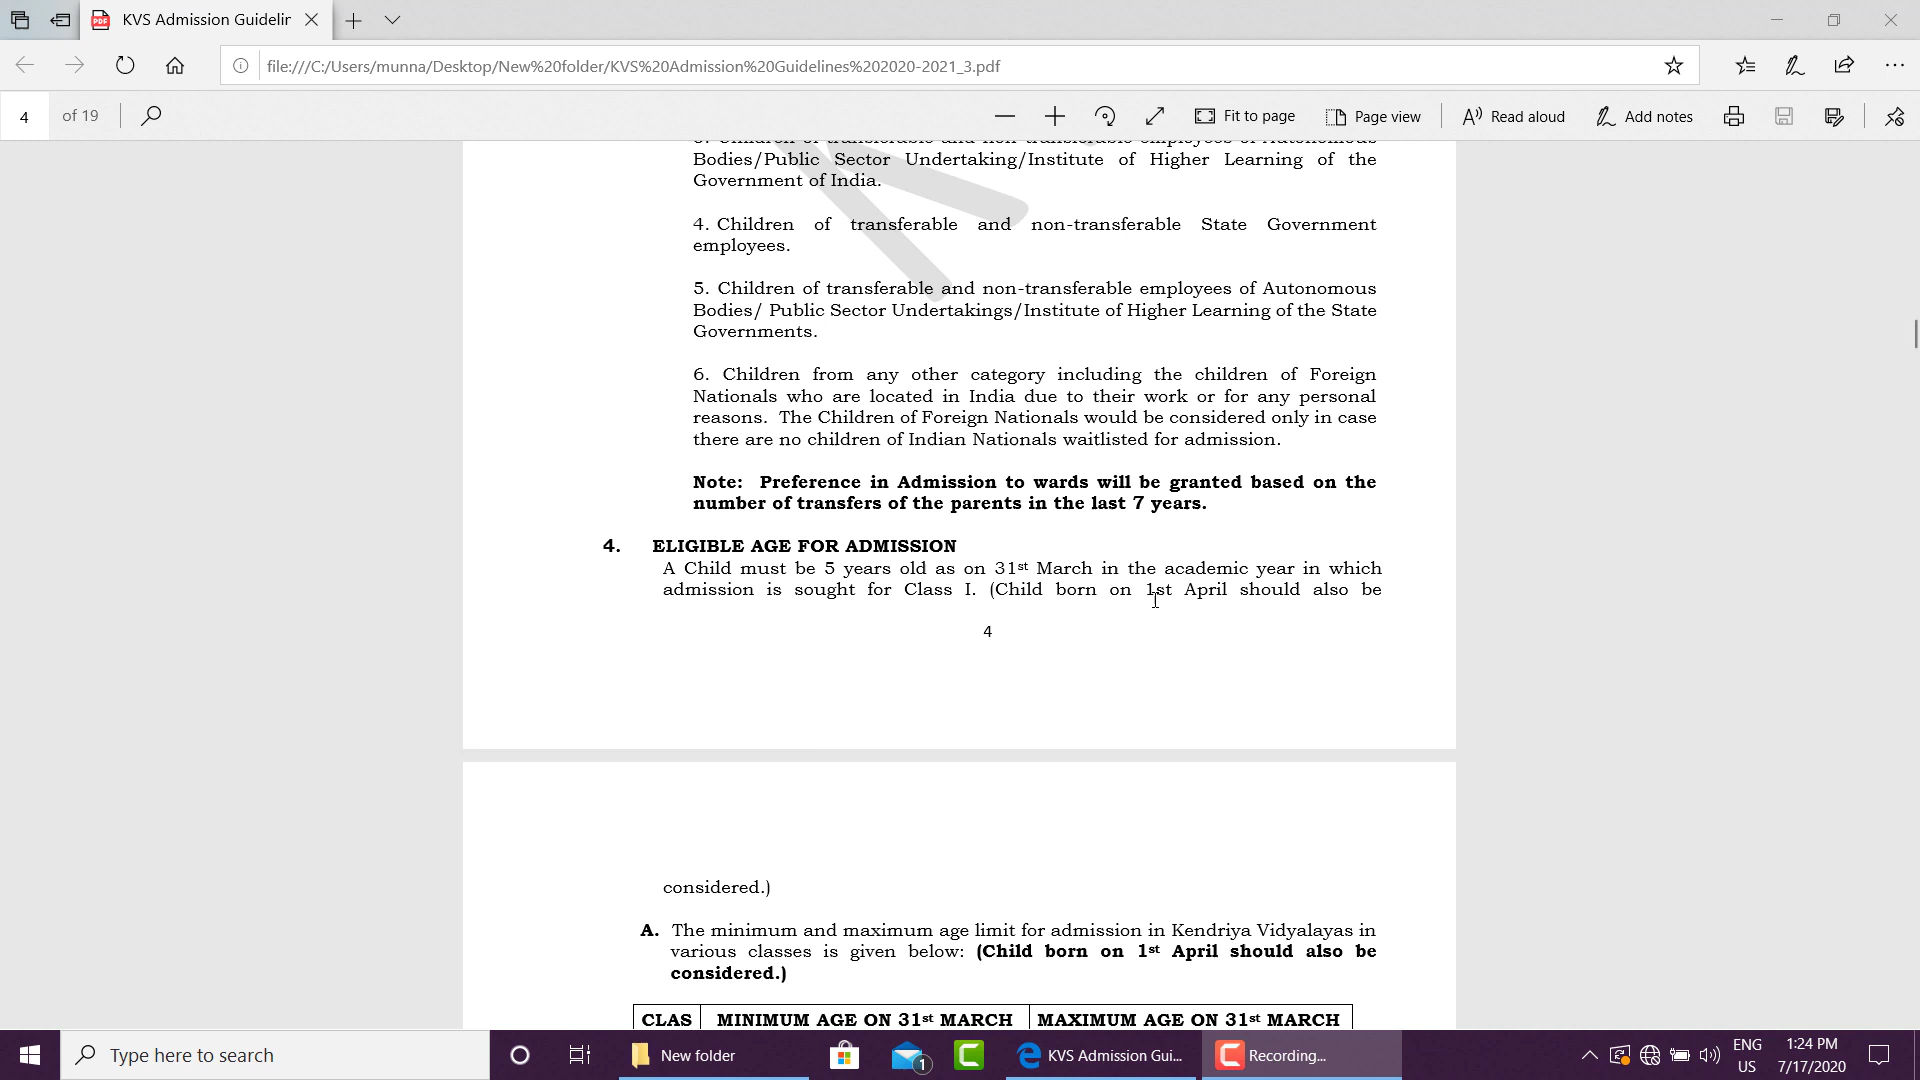 KVS Admission Guidelin
file:///C:/Users/munna/Desktop/New%20folder/KVS%20Admission%20Guidelines%202020-2021_3.pdf
4 of 19
Fit to page
Page view
Read aloud
Add notes
3. Children of transferable and non-transferable employees of Autonomous
Bodies/Public Sector Undertaking/Institute of Higher Learning of the
Government of India.
4. Children of transferable and non-transferable State Government
employees.
5. Children of transferable and non-transferable employees of Autonomous
Bodies/ Public Sector Undertakings/Institute of Higher Learning of the State
Governments.
6. Children from any other category including the children of Foreign
Nationals who are located in India due to their work or for any personal
reasons. The Children of Foreign Nationals would be considered only in case
there are no children of Indian Nationals waitlisted for admission.
Note: Preference in Admission to wards will be granted based on the
number of transfers of the parents in the last 7 years.
4. ELIGIBLE AGE FOR ADMISSION
A Child must be 5 years old as on 31st March in the academic year in which
admission is sought for Class I. (Child born on 1st April should also be
4
considered.)
A. The minimum and maximum age limit for admission in Kendriya Vidyalayas in
various classes is given below: (Child born on 1st April should also be
considered.)
CLAS MINIMUM AGE ON 31st MARCH MAXIMUM AGE ON 31st MARCH
Type here to search
New folder
1
KVS Admission Gui...
Recording...
ENG
US
1:24 PM
7/17/2020